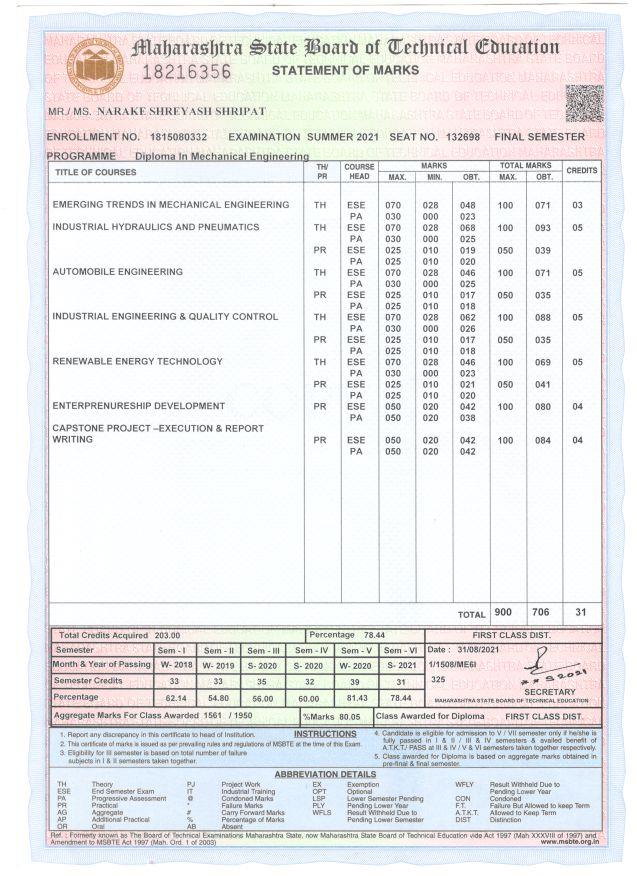 Maharashtra State Board of Technical Education
18216356
STATEMENT OF MARKS
MR./ MS. NARAKE SHREYASH SHRIPAT
ENROLLMENT NO. 1815080332 EXAMINATION SUMMER 2021 SEAT NO. 132698 FINAL SEMESTER
PROGRAMME Diploma In Mechanical Engineering
TITLE OF COURSES TH/ PR COURSE HEAD MARKS MAX. MIN. OBT. TOTAL MARKS MAX. OBT. CREDITS
EMERGING TRENDS IN MECHANICAL ENGINEERING TH ESE 070 028 048 100 071 03
PA 030 000 023
INDUSTRIAL HYDRAULICS AND PNEUMATICS TH ESE 070 028 068 100 093 05
PA 030 000 025
PR ESE 025 010 019 050 039
PA 025 010 020
AUTOMOBILE ENGINEERING TH ESE 070 028 046 100 071 05
PA 030 000 025
PR ESE 025 010 017 050 035
PA 025 010 018
INDUSTRIAL ENGINEERING & QUALITY CONTROL TH ESE 070 028 062 100 088 05
PA 030 000 026
PR ESE 025 010 017 050 035
PA 025 010 018
RENEWABLE ENERGY TECHNOLOGY TH ESE 070 028 046 100 069 05
PA 030 000 023
PR ESE 025 010 021 050 041
PA 025 010 020
ENTERPRENURESHIP DEVELOPMENT PR ESE 050 020 042 100 080 04
PA 050 020 038
CAPSTONE PROJECT –EXECUTION & REPORT
WRITING PR ESE 050 020 042 100 084 04
PA 050 020 042
TOTAL 900 706 31
Total Credits Acquired 203.00 Percentage 78.44 FIRST CLASS DIST.
Semester Sem - I Sem - II Sem - III Sem - IV Sem - V Sem - VI
Month & Year of Passing W- 2018 W- 2019 S- 2020 S- 2020 W- 2020 S- 2021
Semester Credits 33 33 35 32 39 31
Percentage 62.14 54.80 56.00 60.00 81.43 78.44
Date : 31/08/2021
1/1508/ME6I
325
SECRETARY
MAHARASHTRA STATE BOARD OF TECHNICAL EDUCATION
Aggregate Marks For Class Awarded 1561 / 1950 %Marks 80.05 Class Awarded for Diploma FIRST CLASS DIST.
INSTRUCTIONS
1. Report any discrepancy in this certificate to head of Institution.
2. This certificate of marks is issued as per prevailing rules and regulations of MSBTE at the time of this Exam.
3. Eligibility for III semester is based on total number of failure
subjects in I & II semesters taken together.
4. Candidate is eligible for admission to V / VII semester only if he/she is
fully passed in I & II / III & IV semesters & availed benefit of
A.T.K.T./ PASS at III & IV / V & VI semesters taken together respectively.
5. Class awarded for Diploma is based on aggregate marks obtained in
pre-final & final semester.
ABBREVIATION DETAILS
TH Theory PJ Project Work EX Exemption WFLY Result Withheld Due to
ESE End Semester Exam IT Industrial Training OPT Optional Pending Lower Year
PA Progressive Assessment @ Condoned Marks LSP Lower Semester Pending CON Condoned
PR Practical * Failure Marks PLY Pending Lower Year F.T. Failure But Allowed to keep Term
AG Aggregate # Carry Forward Marks WFLS Result Withheld Due to A.T.K.T. Allowed to Keep Term
AP Additional Practical % Percentage of Marks Pending Lower Semester DIST Distinction
OR Oral AB Absent
Ref. : Formerly known as The Board of Technical Examinations Maharashtra State, now Maharashtra State Board of Technical Education vide Act 1997 (Mah XXXVIII of 1997) and
Amendment to MSBTE Act 1997 (Mah. Ord. 1 of 2003) www.msbte.org.in